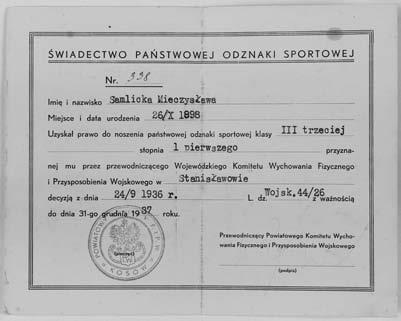 ŚWIADECTWO PAŃSTWOWEJ ODZNAKI SPORTOWEJ
Nr. 338
Imię i nazwisko Samlicka Mieczysława
Miejsce i data urodzenia 26/X 1898
Uzyskał prawo do noszenia państwowej odznaki sportowej klasy III trzeciej
stopnia 1 pierwszego przyzna-
nej mu przez przewodniczącego Wojewódzkiego Komitetu Wychowania Fizycznego
i Przysposobienia Wojskowego w Stanisławowie
decyzją z dnia 24/9 1936 r. L. dz. Wojsk.44/26 z ważnością
do dnia 31-go grudnia 1937 roku.
POWIATOWY W.F. i P.W. KOSÓW
(pieczęć)
Przewodniczący Powiatowego Komitetu Wycho-
wania Fizycznego i Przysposobienia Wojskowego
(podpis)